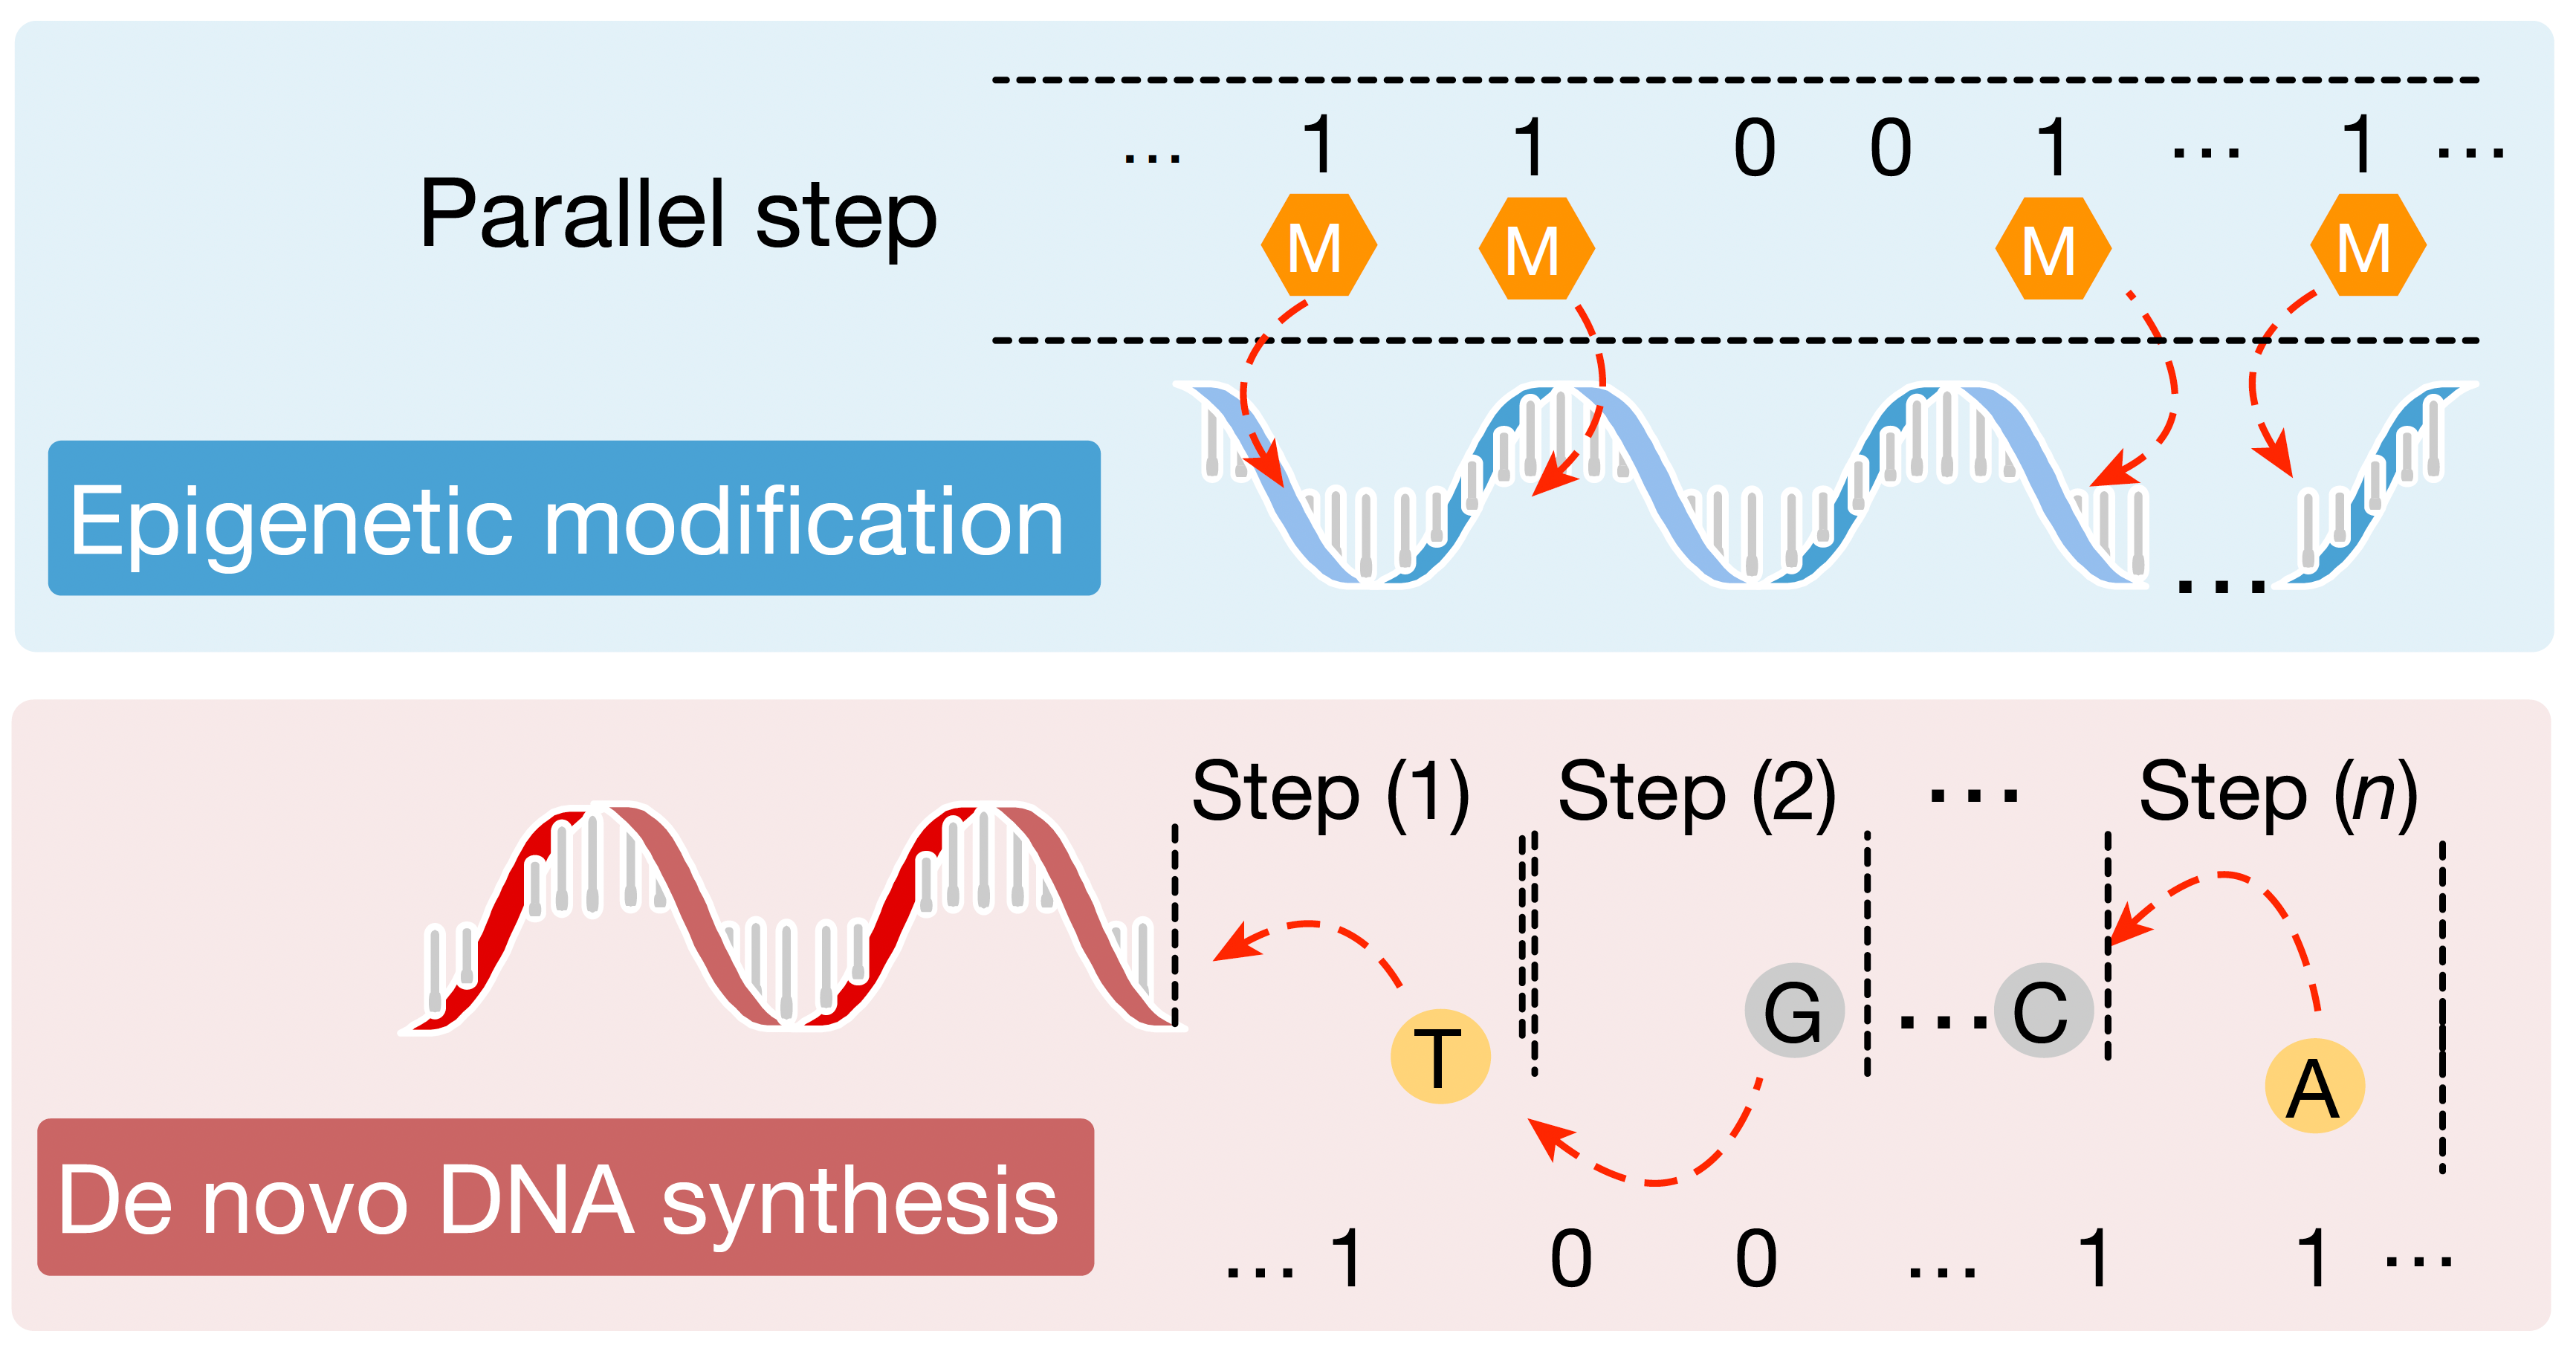 … 1 1 0 0 1 … 1 …
Parallel step
M M M M
Epigenetic modification
…
Step (1) Step (2) … Step (n)
T G … C A
De novo DNA synthesis
… 1 0 0 … 1 1 …